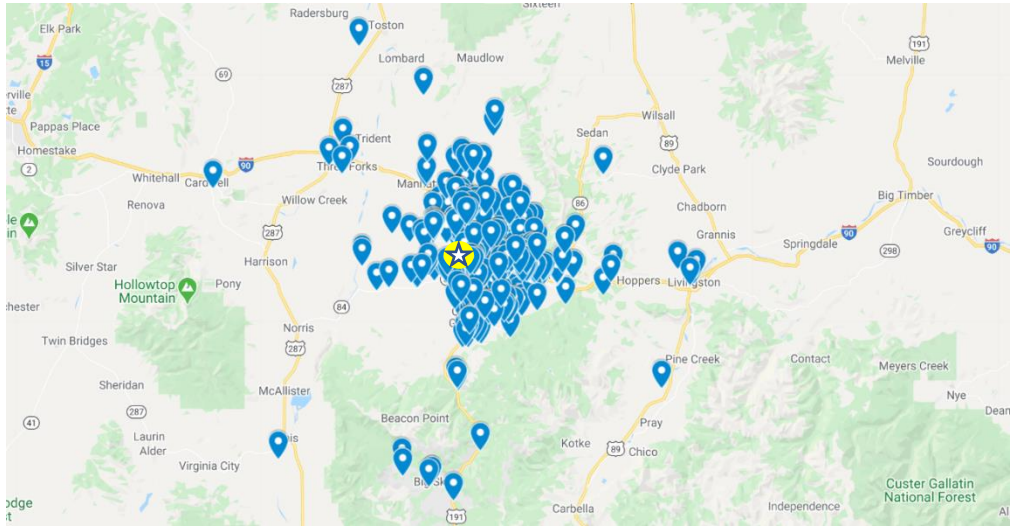 Sixteen
Radersburg
Toston
Elk Park
191
15
Lombard
Maudlow
Melville
69
287
Pappas Place
Wilsall
Homestake
Trident
Sedan
89
90
Three Forks
2
Clyde Park
Sourdough
Whitehall
Cardwell
Big Timber
Renova
Willow Creek
86
Chadborn
287
Grannis
90
Greycliff
Springdale
90
298
Silver Star
Harrison
Hoppers
Livingston
Hollowtop
Mountain
Pony
84
Norris
Twin Bridges
287
Pine Creek
Contact
Meyers Creek
Sheridan
McAllister
Nye
287
Beacon Point
41
Pray
Laurin
Alder
Kotke
89
Chico
Virginia City
Custer Gallatin
National Forest
191
Carbella
Independence